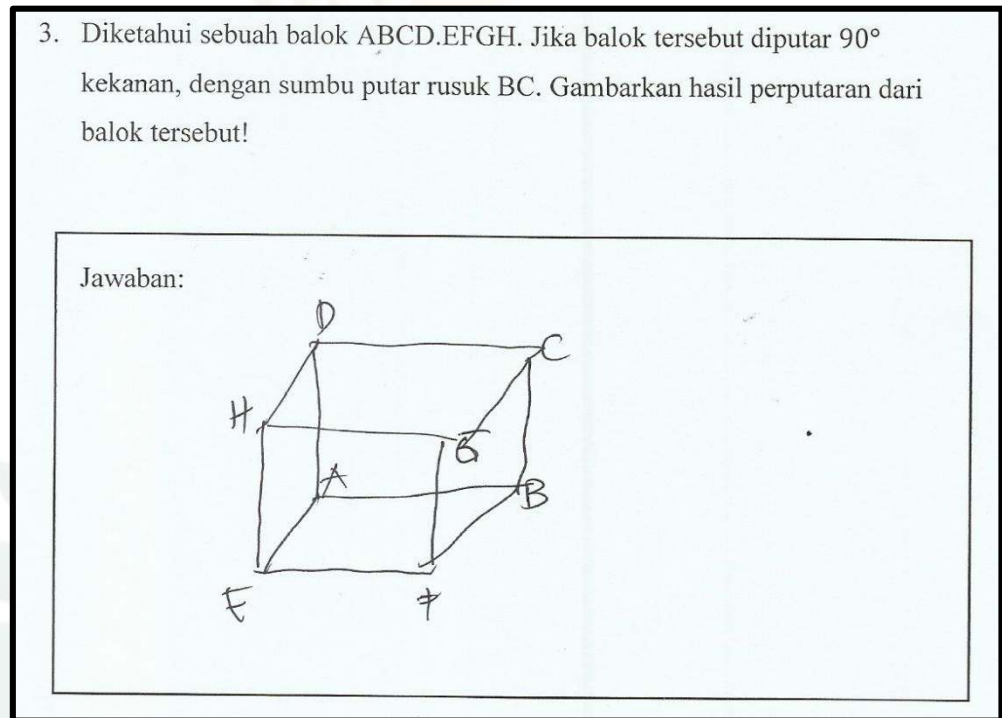 3. Diketahui sebuah balok ABCD.EFGH. Jika balok tersebut diputar 90°
kekanan, dengan sumbu putar rusuk BC. Gambarkan hasil perputaran dari
balok tersebut!
Jawaban:
D
C
H
G
A
B
E
F